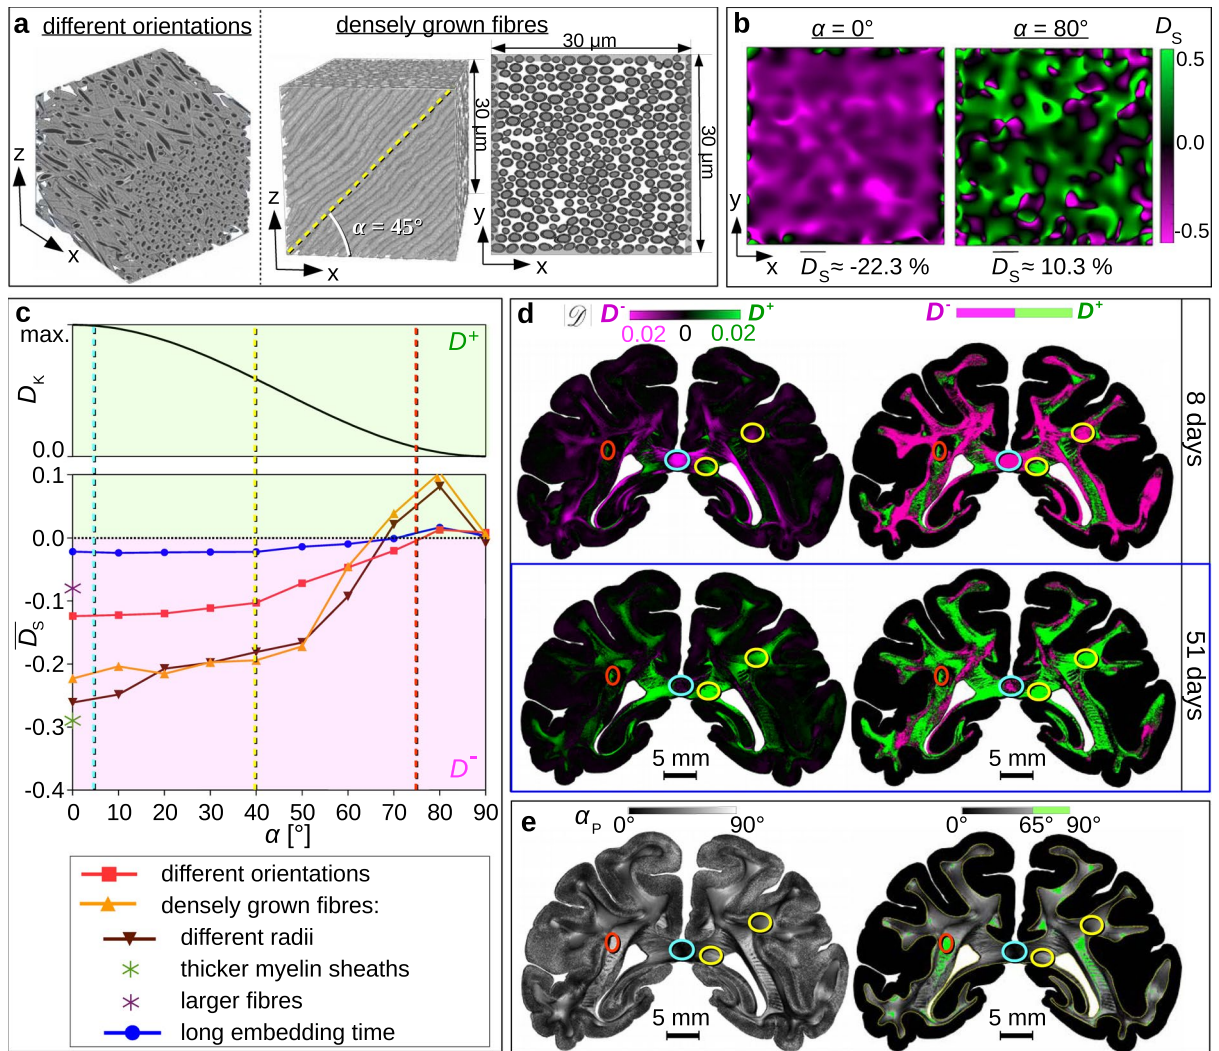 a
different orientations
densely grown fibres
30 µm
30 µm
30 µm
α = 45°
z
x
z
x
y
x
b
α = 0°
α = 80°
D_S
0.5
0.0
-0.5
y
x
D_S ≈ -22.3 %
D_S ≈ 10.3 %
c
max.
D_K
0.0
D+
0.1
0.0
-0.1
-0.2
-0.3
-0.4
D_S
D-
0 10 20 30 40 50 60 70 80 90
α [°]
different orientations
densely grown fibres:
different radii
thicker myelin sheaths
larger fibres
long embedding time
d
𝒟 D- D+
0.02 0 0.02
D- D+
8 days
51 days
5 mm
5 mm
e
α_P 0° 90°
0° 65° 90°
5 mm
5 mm